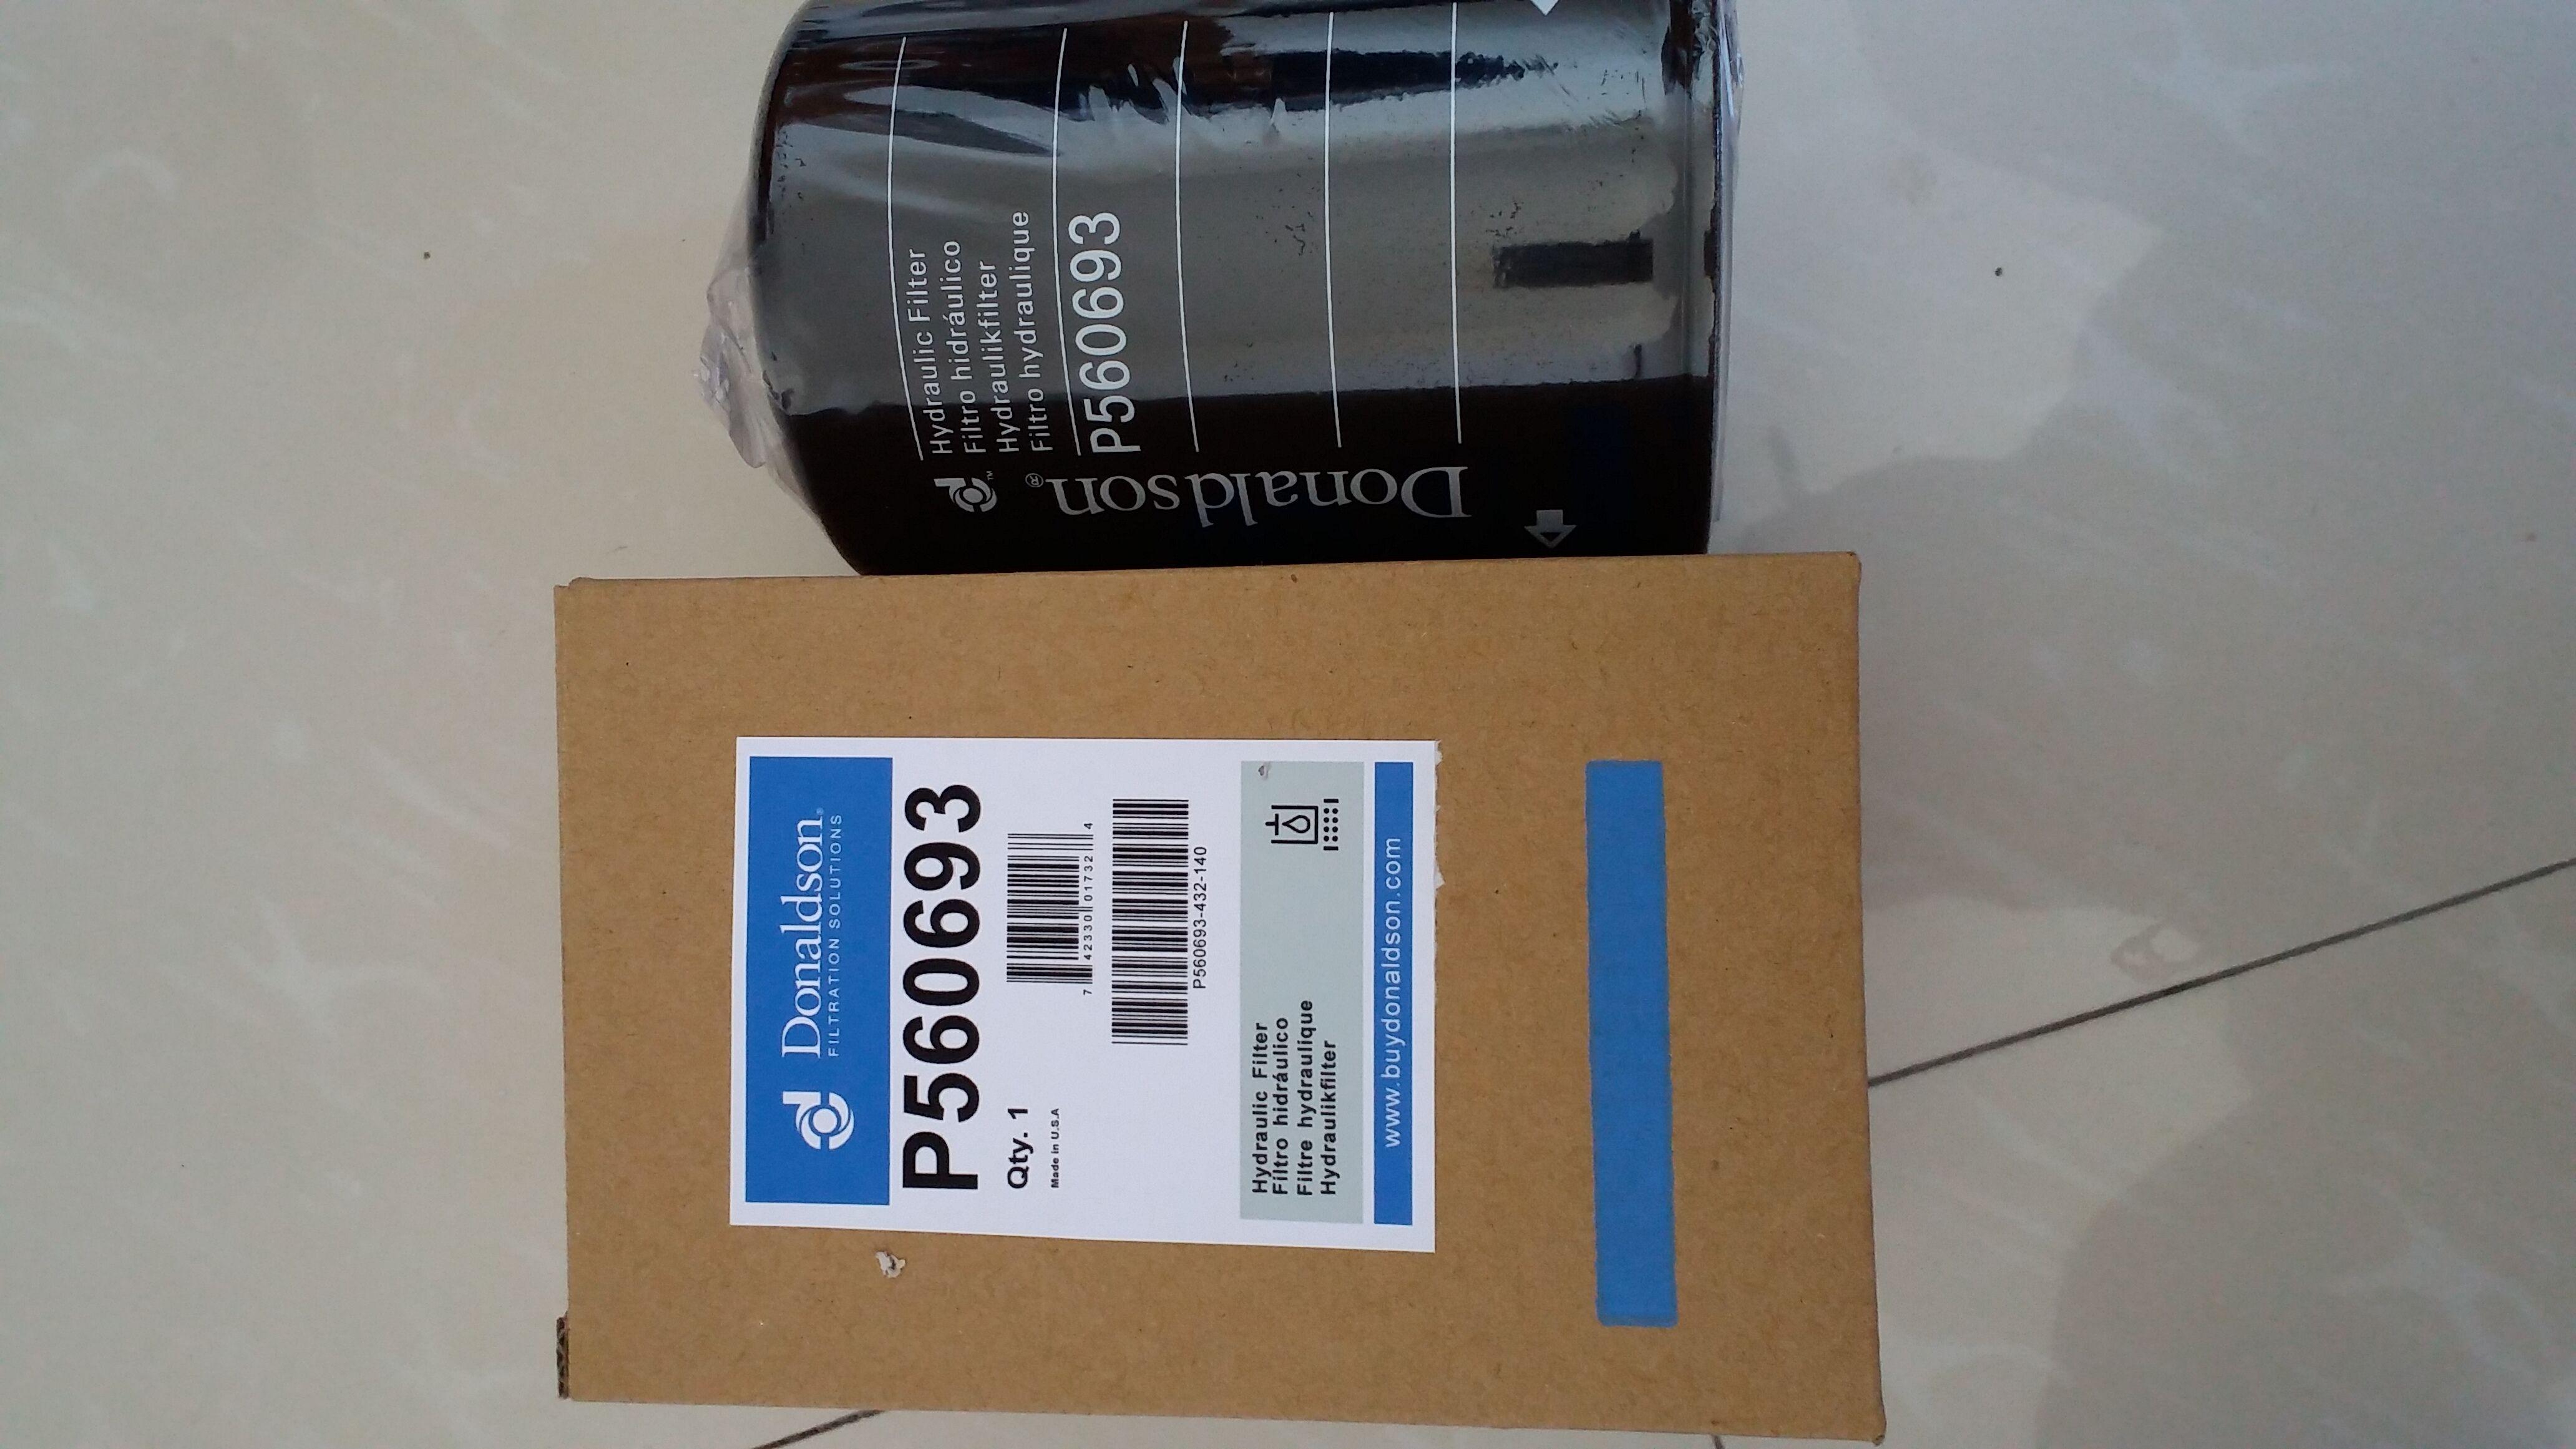 Hydraulic Filter
Filtro hidráulico
Hydraulikfilter
Filtro hydraulique
P560693
Donaldson®
Donaldson®
FILTRATION SOLUTIONS
P560693
Qty. 1
Made in U.S.A
7 42330 01732 4
P560693-432-140
Hydraulic Filter
Filtro hidráulico
Filtre hydraulique
Hydraulikfilter
www.buydonaldson.com